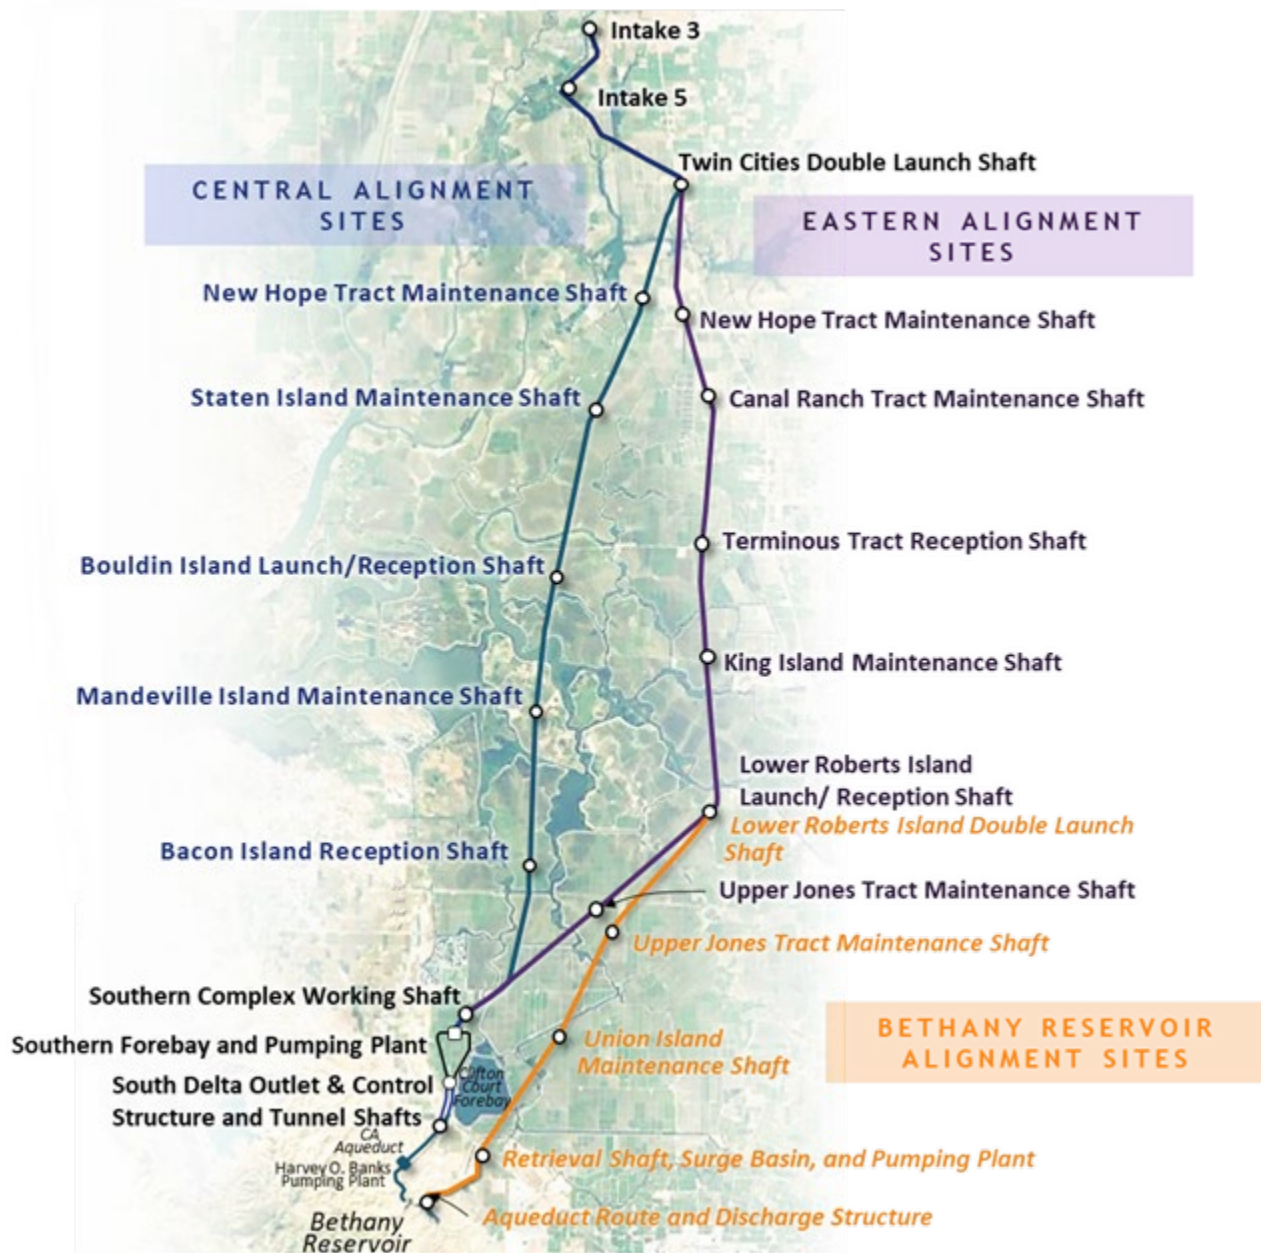 Intake 3
Intake 5
Twin Cities Double Launch Shaft
CENTRAL ALIGNMENT
SITES
EASTERN ALIGNMENT
SITES
New Hope Tract Maintenance Shaft
New Hope Tract Maintenance Shaft
Staten Island Maintenance Shaft
Canal Ranch Tract Maintenance Shaft
Terminous Tract Reception Shaft
Bouldin Island Launch/Reception Shaft
King Island Maintenance Shaft
Mandeville Island Maintenance Shaft
Lower Roberts Island
Launch/ Reception Shaft
Lower Roberts Island Double Launch
Shaft
Bacon Island Reception Shaft
Upper Jones Tract Maintenance Shaft
Upper Jones Tract Maintenance Shaft
Southern Complex Working Shaft
BETHANY RESERVOIR
ALIGNMENT SITES
Southern Forebay and Pumping Plant
Union Island
Maintenance Shaft
Clifton
Court
Forebay
South Delta Outlet & Control
Structure and Tunnel Shafts
CA
Aqueduct
Harvey O. Banks
Pumping Plant
Retrieval Shaft, Surge Basin, and Pumping Plant
Aqueduct Route and Discharge Structure
Bethany
Reservoir